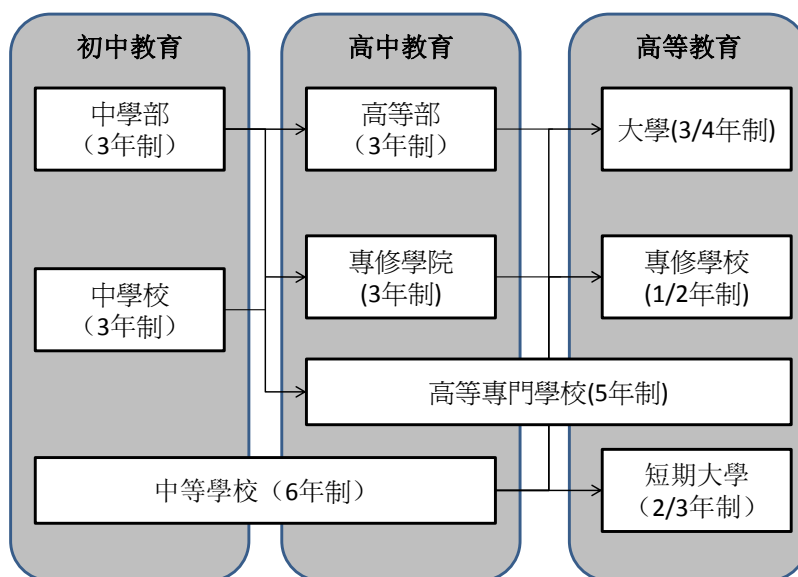 初中教育
高中教育
高等教育
中學部
（3年制）
高等部
（3年制）
大學(3/4年制)
中學校
（3年制）
專修學院
(3年制)
專修學校
(1/2年制)
高等專門學校(5年制)
中等學校（6年制）
短期大學
（2/3年制）